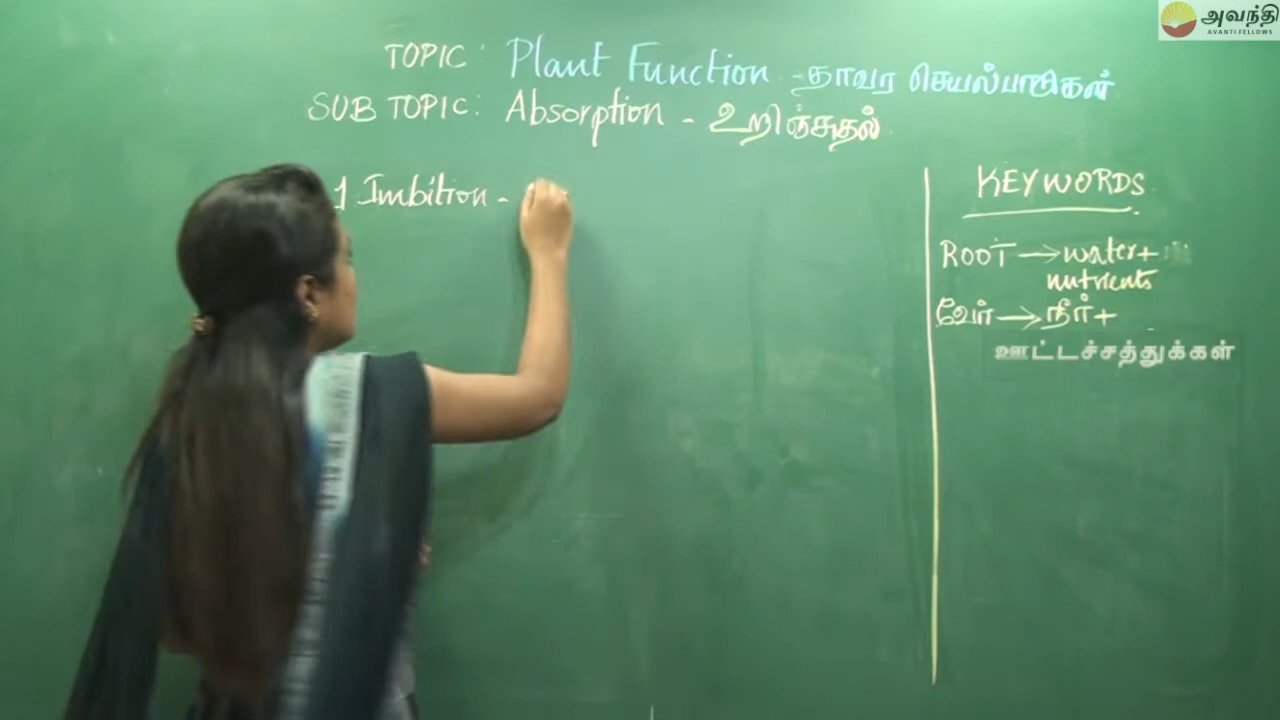 அவந்தி
AVANTI FELLOWS
TOPIC : Plant Function - தாவர செயல்பாடுகள்
SUB TOPIC : Absorption - உறிஞ்சுதல்
1 Imbition -
KEYWORDS
ROOT → water +
nutrients
வேர் → நீர் +
ஊட்டச்சத்துக்கள்